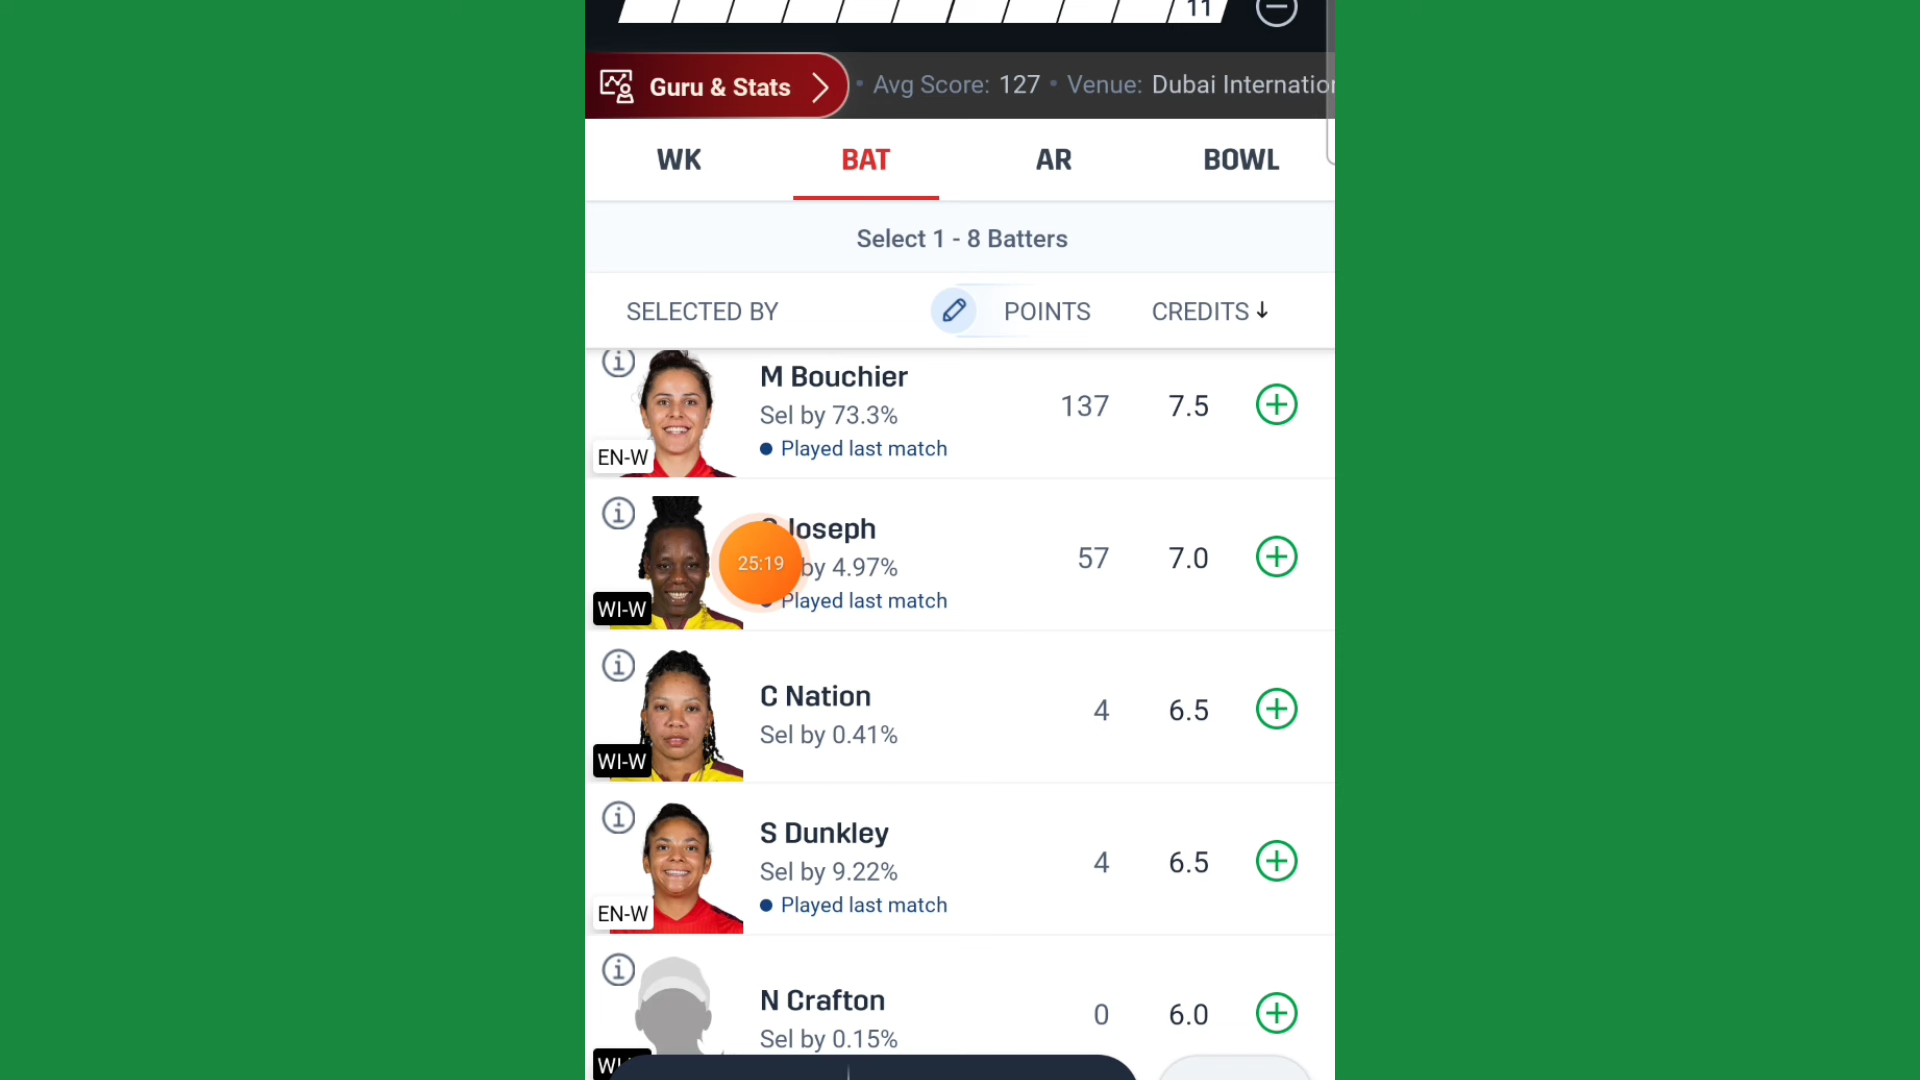 11
Guru & Stats
• Avg Score: 127 • Venue: Dubai Internatio
WK BAT AR BOWL
Select 1 - 8 Batters
SELECTED BY POINTS CREDITS ↓
M Bouchier
Sel by 73.3%
Played last match
137 7.5
EN-W
Joseph
by 4.97%
Played last match
57 7.0
WI-W
25:19
C Nation
Sel by 0.41%
4 6.5
WI-W
S Dunkley
Sel by 9.22%
Played last match
4 6.5
EN-W
N Crafton
Sel by 0.15%
0 6.0